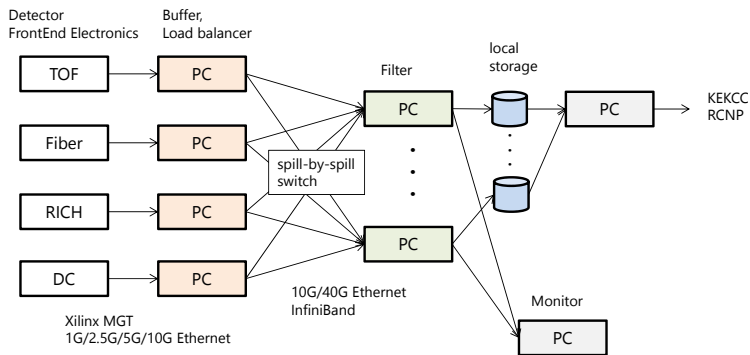 Detector
FrontEnd Electronics
Buffer,
Load balancer
TOF
PC
Fiber
PC
RICH
PC
DC
PC
Xilinx MGT
1G/2.5G/5G/10G Ethernet
spill-by-spill
switch
Filter
PC
PC
10G/40G Ethernet
InfiniBand
local
storage
PC
KEKCC
RCNP
Monitor
PC